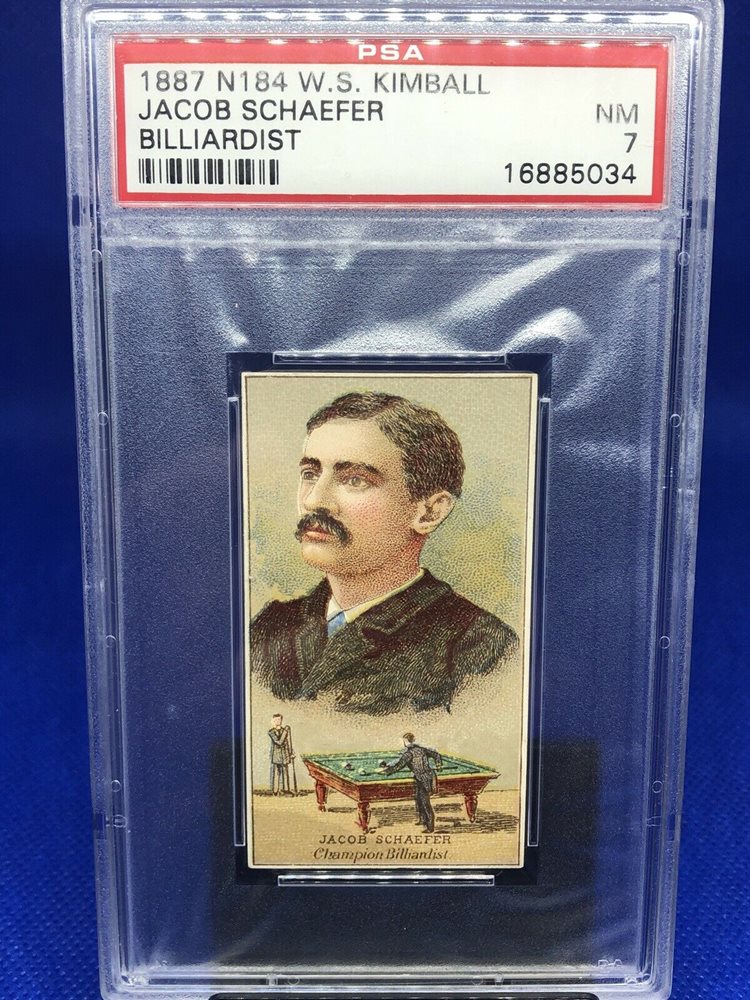 PSA
1887 N184 W.S. KIMBALL
JACOB SCHAEFER NM
BILLIARDIST 7
16885034
JACOB SCHAEFER
Champion Billiardist